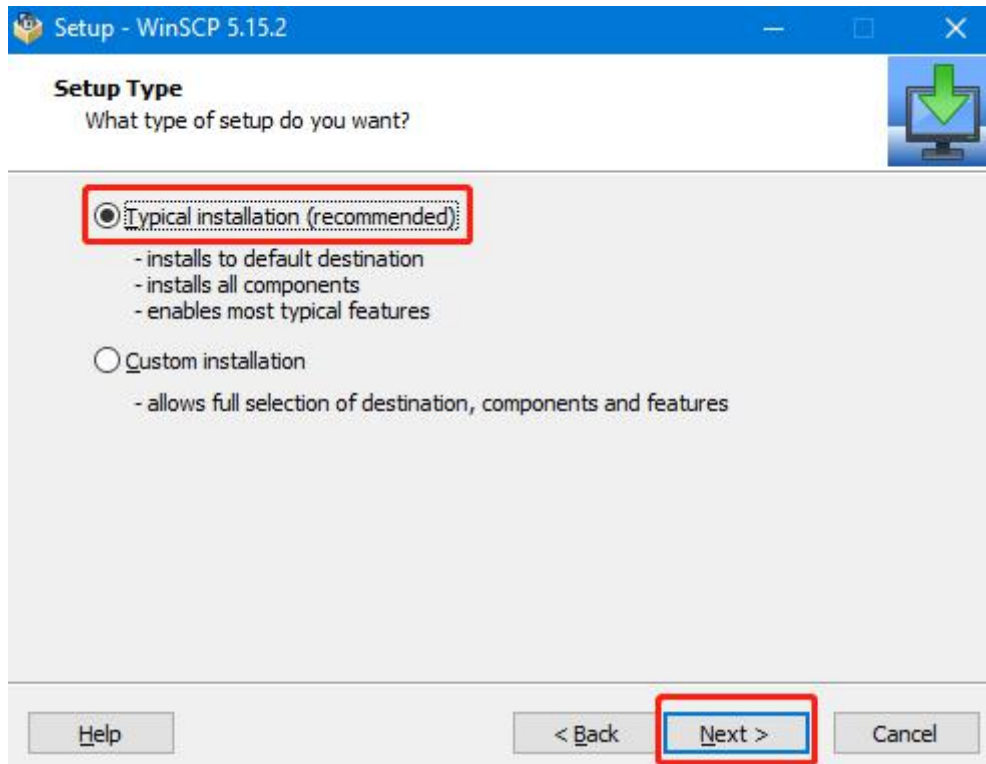 Setup - WinSCP 5.15.2
Setup Type
What type of setup do you want?
Typical installation (recommended)
- installs to default destination
- installs all components
- enables most typical features
Custom installation
- allows full selection of destination, components and features
Help
< Back
Next >
Cancel